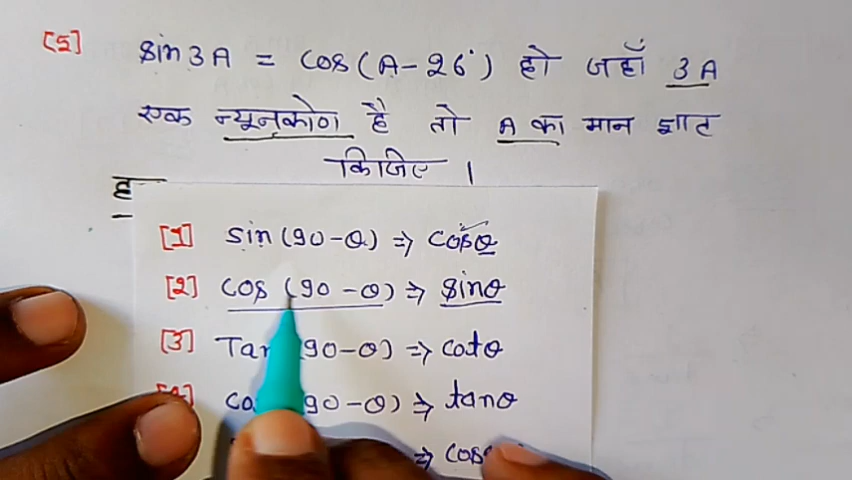 [5] sin 3A = cos(A - 26°) हो जहाँ 3A
एक न्यूनकोण है तो A का मान ज्ञात
किजिए ।
[1] sin(90-θ) ⇒ cosθ
[2] cos(90-θ) ⇒ sinθ
[3] Tan(90-θ) ⇒ cotθ
90-θ) ⇒ tanθ